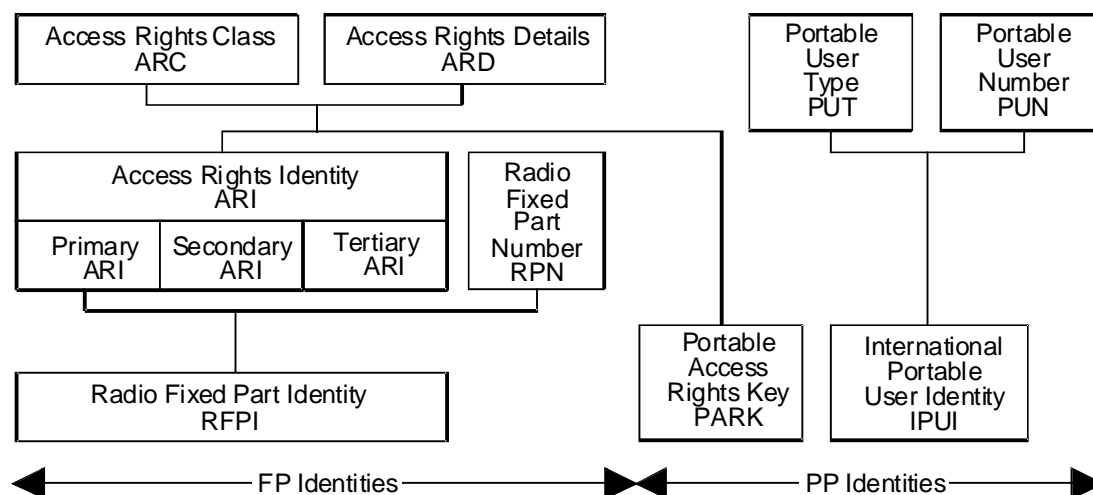 Access Rights Class
ARC
Access Rights Details
ARD
Portable
User
Type
PUT
Portable
User
Number
PUN
Access Rights Identity
ARI
Primary
ARI
Secondary
ARI
Tertiary
ARI
Radio
Fixed
Part
Number
RPN
Radio Fixed Part Identity
RFPI
Portable
Access
Rights Key
PARK
International
Portable
User Identity
IPUI
FP Identities
PP Identities